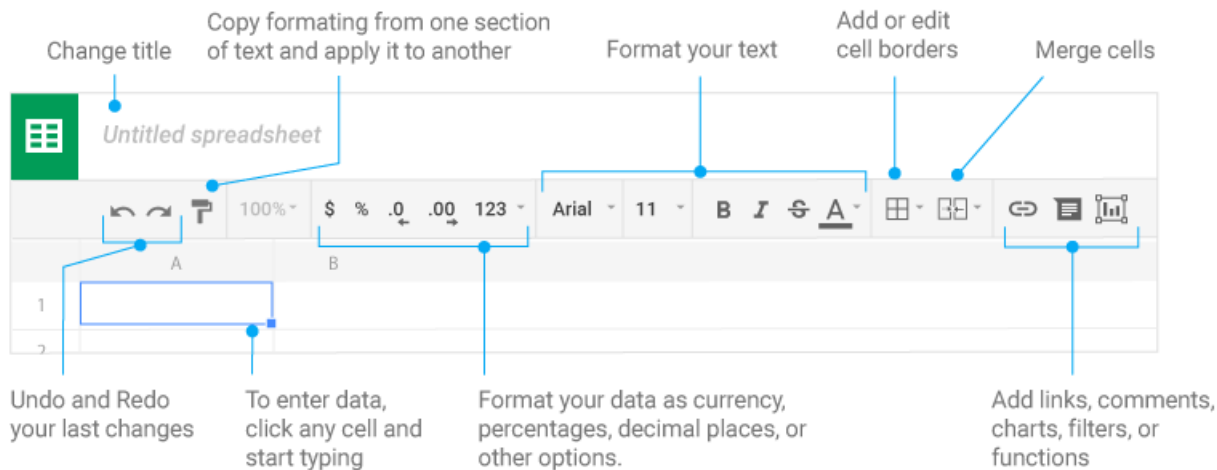 Change title
Copy formating from one section
of text and apply it to another
Format your text
Add or edit
cell borders
Merge cells
Untitled spreadsheet
100% $ % .0 .00 123 Arial 11 B I S A
A B
1
2
Undo and Redo
your last changes
To enter data,
click any cell and
start typing
Format your data as currency,
percentages, decimal places, or
other options.
Add links, comments,
charts, filters, or
functions